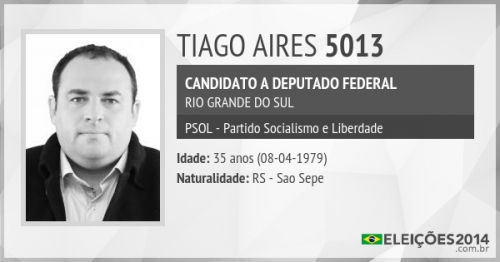 TIAGO AIRES 5013
CANDIDATO A DEPUTADO FEDERAL
RIO GRANDE DO SUL
PSOL - Partido Socialismo e Liberdade
Idade: 35 anos (08-04-1979)
Naturalidade: RS - Sao Sepe
ELEIÇÕES2014
.com.br